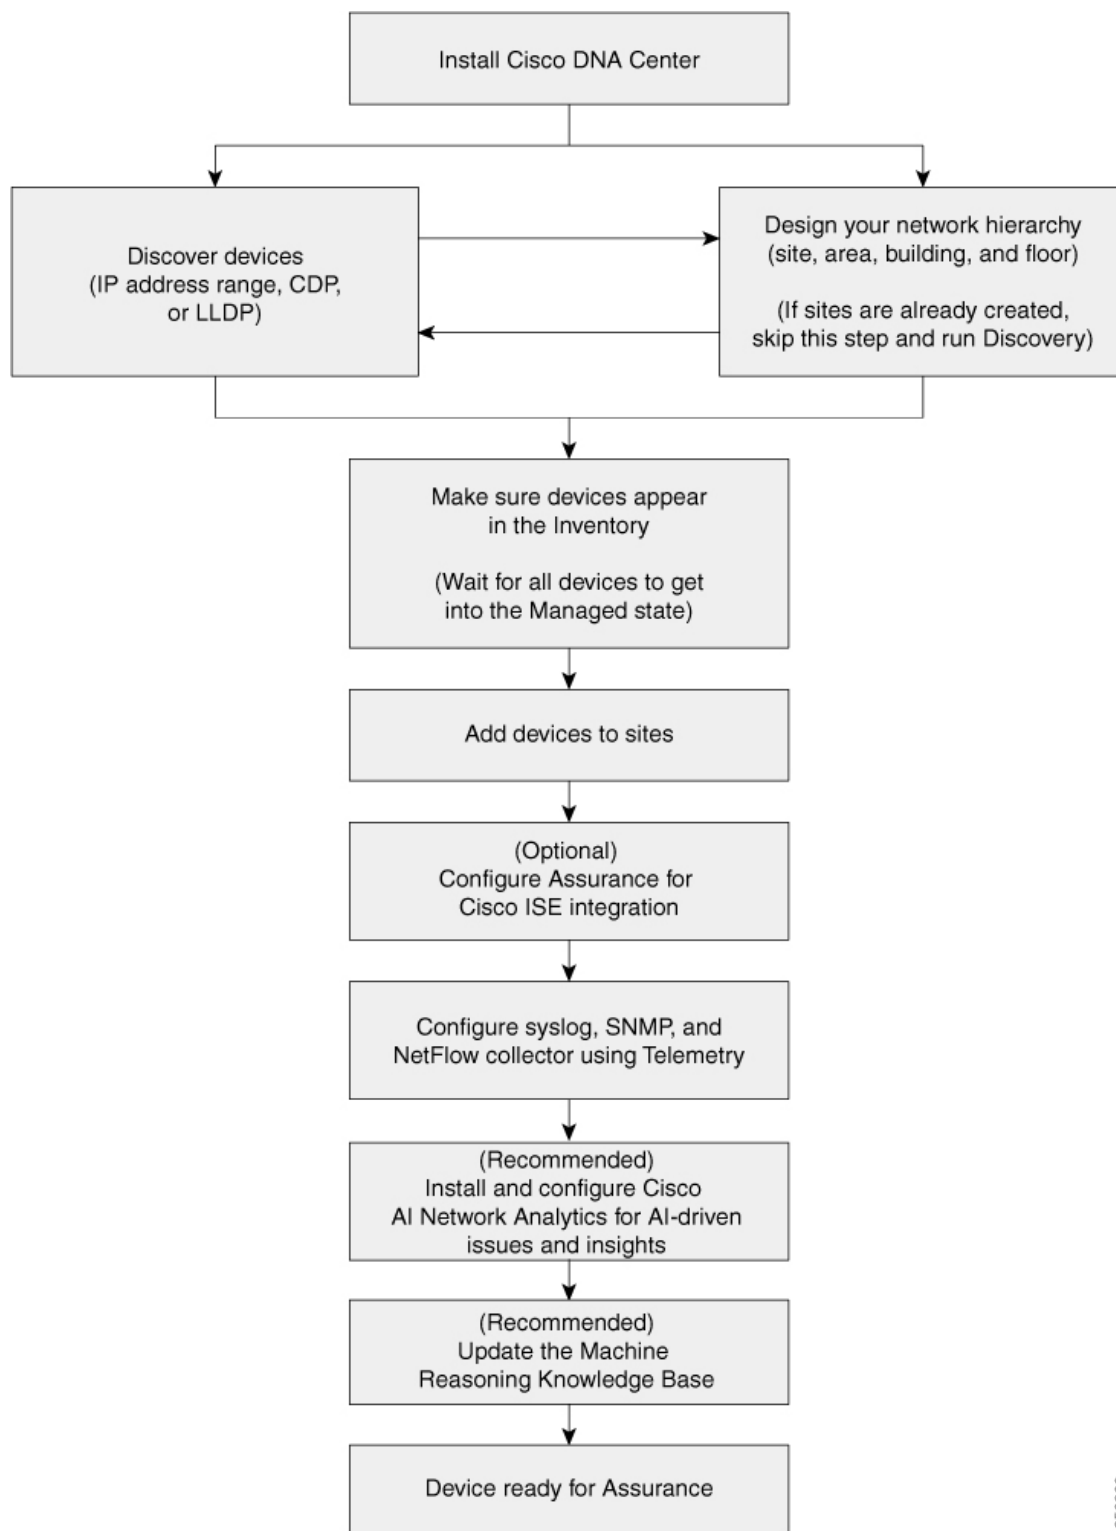 Install Cisco DNA Center
Discover devices
(IP address range, CDP,
or LLDP)
Design your network hierarchy
(site, area, building, and floor)
(If sites are already created,
skip this step and run Discovery)
Make sure devices appear
in the Inventory
(Wait for all devices to get
into the Managed state)
Add devices to sites
(Optional)
Configure Assurance for
Cisco ISE integration
Configure syslog, SNMP, and
NetFlow collector using Telemetry
(Recommended)
Install and configure Cisco
AI Network Analytics for AI-driven
issues and insights
(Recommended)
Update the Machine
Reasoning Knowledge Base
Device ready for Assurance